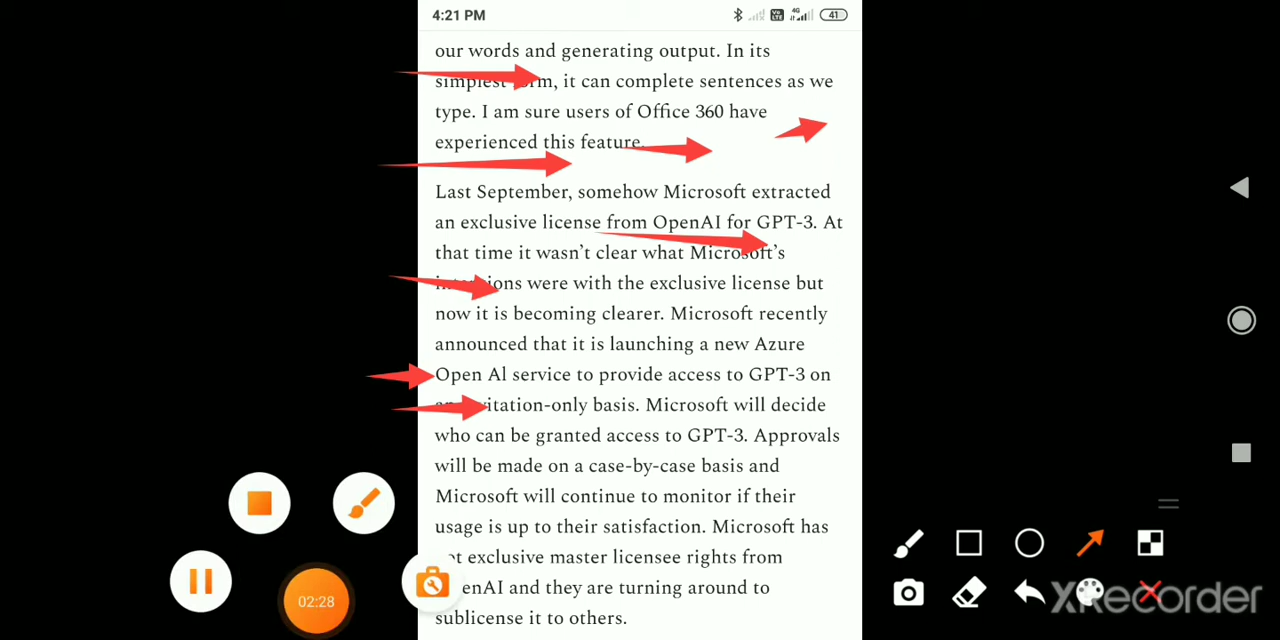 4:21 PM
Vo LTE
4G
41
our words and generating output. In its
simplest form, it can complete sentences as we
type. I am sure users of Office 360 have
experienced this feature.
Last September, somehow Microsoft extracted
an exclusive license from OpenAI for GPT-3. At
that time it wasn't clear what Microsoft's
were with the exclusive license but
now it is becoming clearer. Microsoft recently
announced that it is launching a new Azure
Open Al service to provide access to GPT-3 on
basis. Microsoft will decide
who can be granted access to GPT-3. Approvals
will be made on a case-by-case basis and
Microsoft will continue to monitor if their
usage is up to their satisfaction. Microsoft has
exclusive master licensee rights from
OpenAI and they are turning around to
sublicense it to others.
02:28
XRecorder